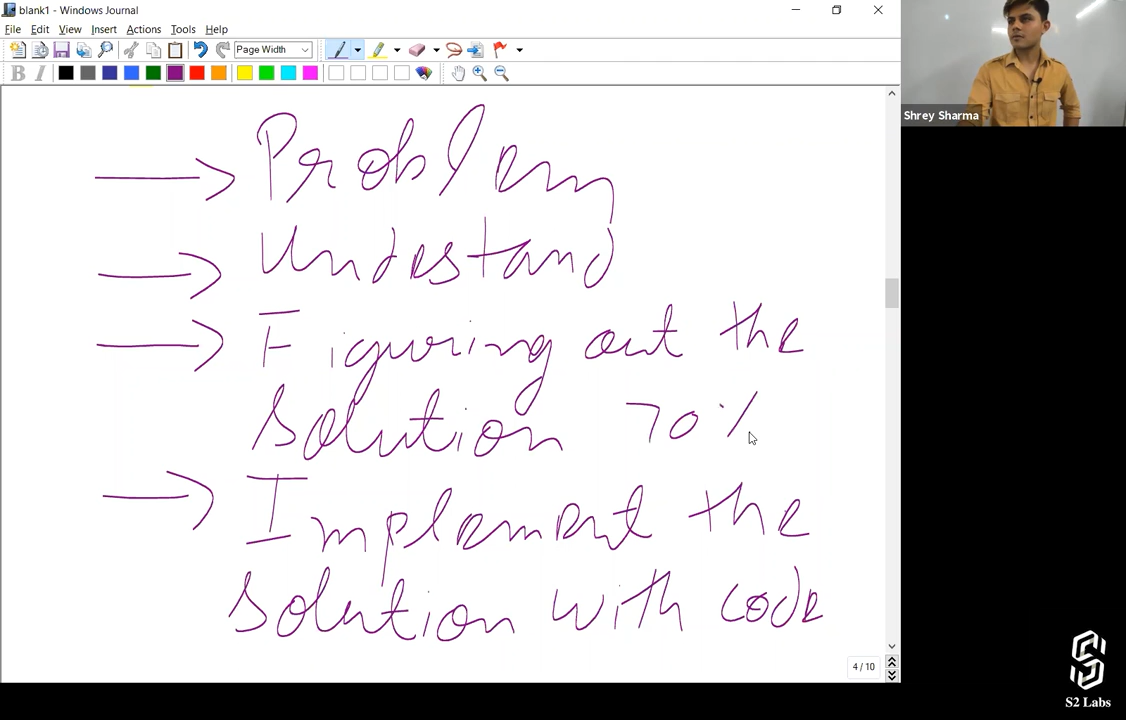 blank1 - Windows Journal
File Edit View Insert Actions Tools Help
Page Width
B I
Shrey Sharma
Problem
Undestand
Figuring out the
solution 70%
Implement the
solution with code
4 / 10
S2 Labs